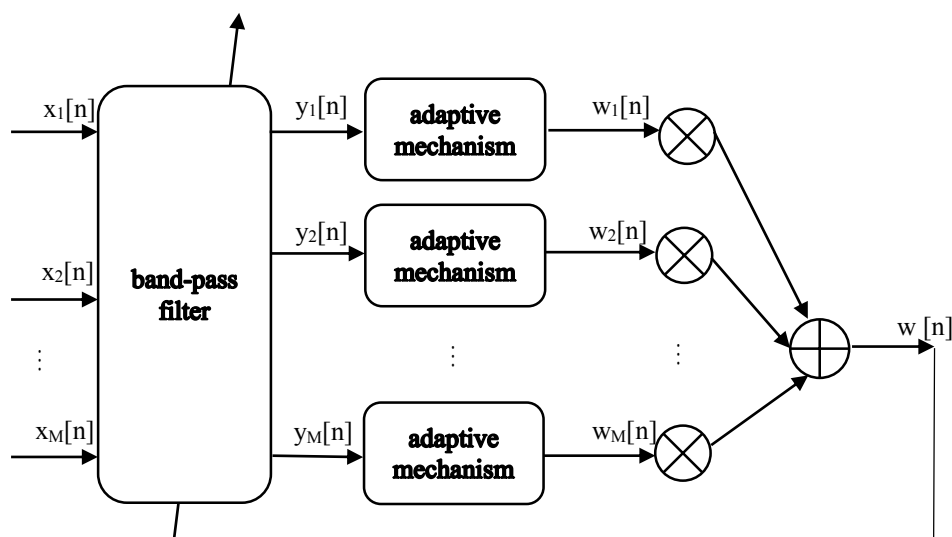 x1[n]
y1[n]
adaptive
mechanism
w1[n]
x2[n]
band-pass
filter
y2[n]
adaptive
mechanism
w2[n]
w [n]
xM[n]
yM[n]
adaptive
mechanism
wM[n]